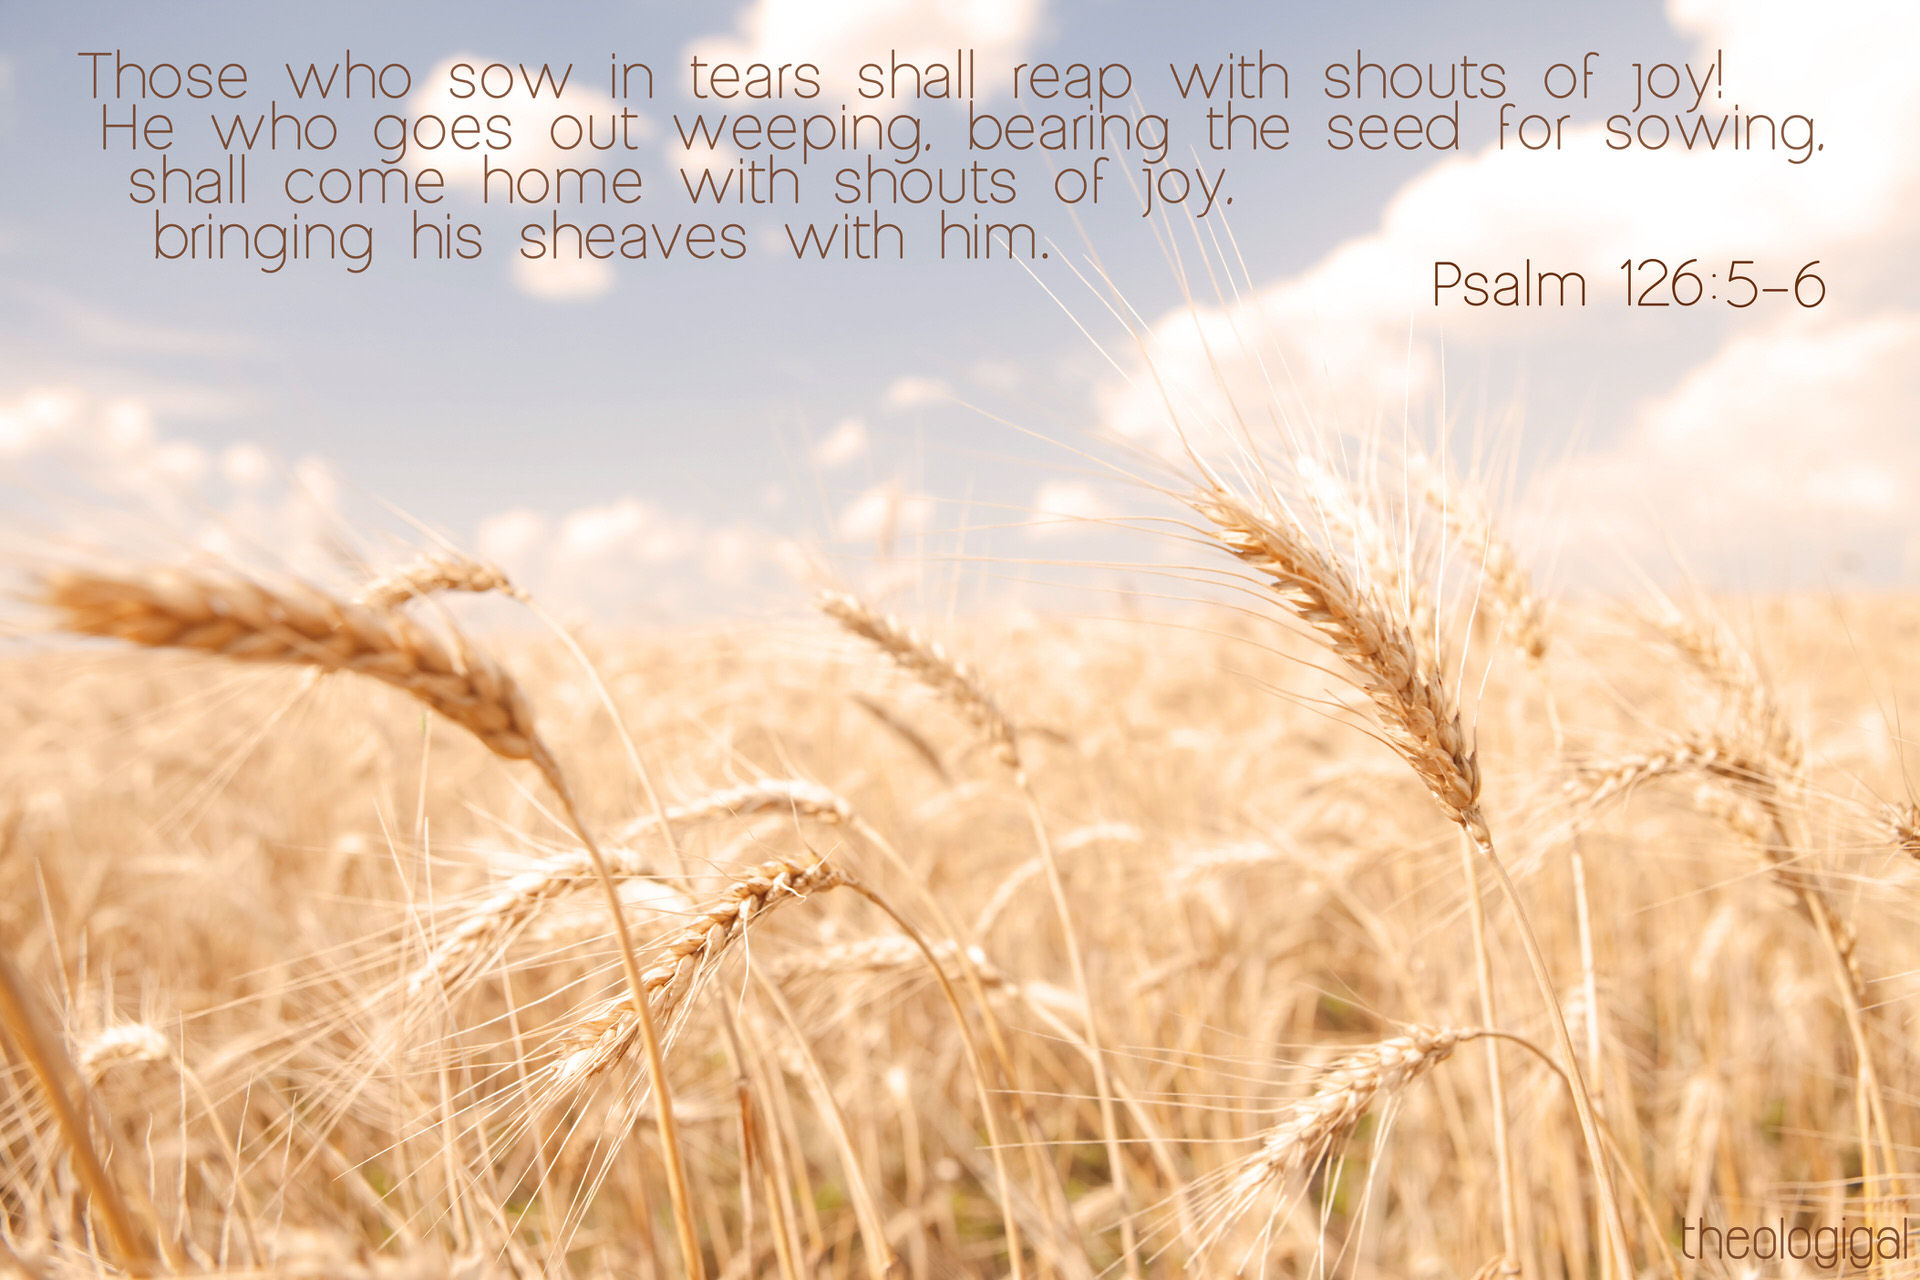 Those who sow in tears shall reap with shouts of joy!
He who goes out weeping, bearing the seed for sowing,
shall come home with shouts of joy,
bringing his sheaves with him.
Psalm 126:5-6
theologigal